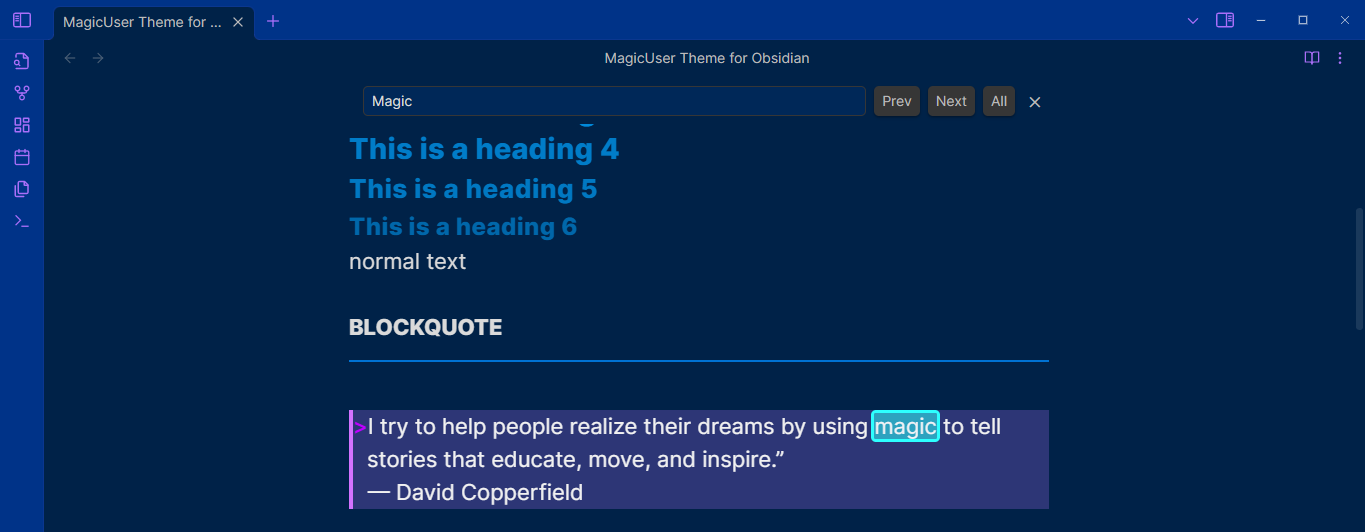 MagicUser Theme for ...
MagicUser Theme for Obsidian
Magic
Prev
Next
All
This is a heading 4
This is a heading 5
This is a heading 6
normal text
BLOCKQUOTE
>I try to help people realize their dreams by using magic to tell
stories that educate, move, and inspire.”
— David Copperfield